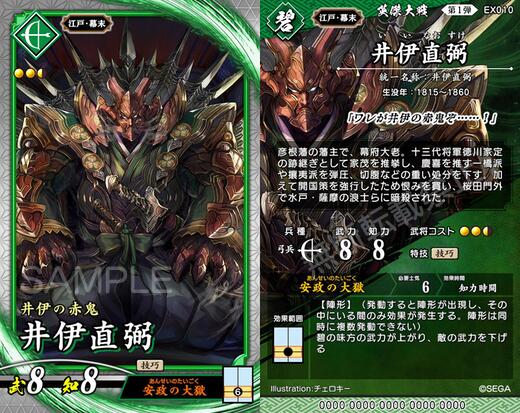 江戸・幕末
SAMPLE
井伊の赤鬼
井伊直弼
技巧
武8 知8
あんせいのたいごく
安政の大獄
6
碧
江戸・幕末
英傑大戦
第1弾
EX010
い い なお すけ
井伊直弼
統一名称:井伊直弼
生没年:1815~1860
「ワレが井伊の赤鬼ぞ……!」
彦根藩の藩主で、幕府大老。十三代将軍徳川家定
の跡継ぎとして家茂を推挙し、慶喜を推す一橋派
や攘夷派を弾圧、切腹などの重い処分を下す。加
えて開国策を強行したため恨みを買い、桜田門外
で水戸・薩摩の浪士らに暗殺された。
兵種 武力 知力 武将コスト
弓兵 8 8 特技 技巧
あんせいのたいごく 必要士気 効果時間
安政の大獄 6 知力時間
効果範囲
【陣形】(発動すると陣形が出現し、その
中にいる間のみ効果が発生する。陣形は同
時に複数発動できない)
碧の味方の武力が上がり、敵の武力を下げ
る
Illustration:チェロキー
©SEGA
0000 0000 0000 0000 0000